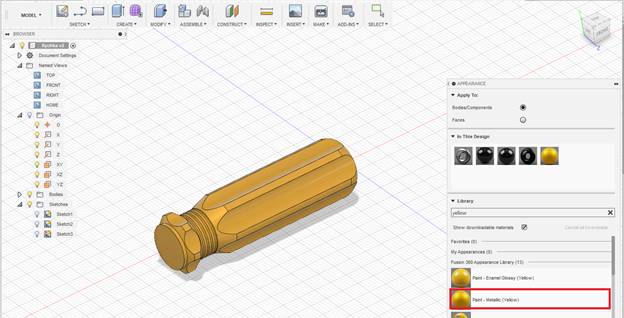 MODEL
SKETCH
CREATE
MODIFY
ASSEMBLE
CONSTRUCT
INSPECT
INSERT
MAKE
ADD-INS
SELECT
BROWSER
Rychka v3
Document Settings
Named Views
TOP
FRONT
RIGHT
HOME
Origin
O
X
Y
Z
XY
XZ
YZ
Bodies
Sketches
Sketch1
Sketch2
Sketch3
FRONT
Z
APPEARANCE
Apply To:
Bodies/Components
Faces
In This Design
Library
yellow
Show downloadable materials
Cancel all downloads
Favorites (0)
My Appearances (0)
Fusion 360 Appearance Library (13)
Paint - Enamel Glossy (Yellow)
Paint - Metallic (Yellow)